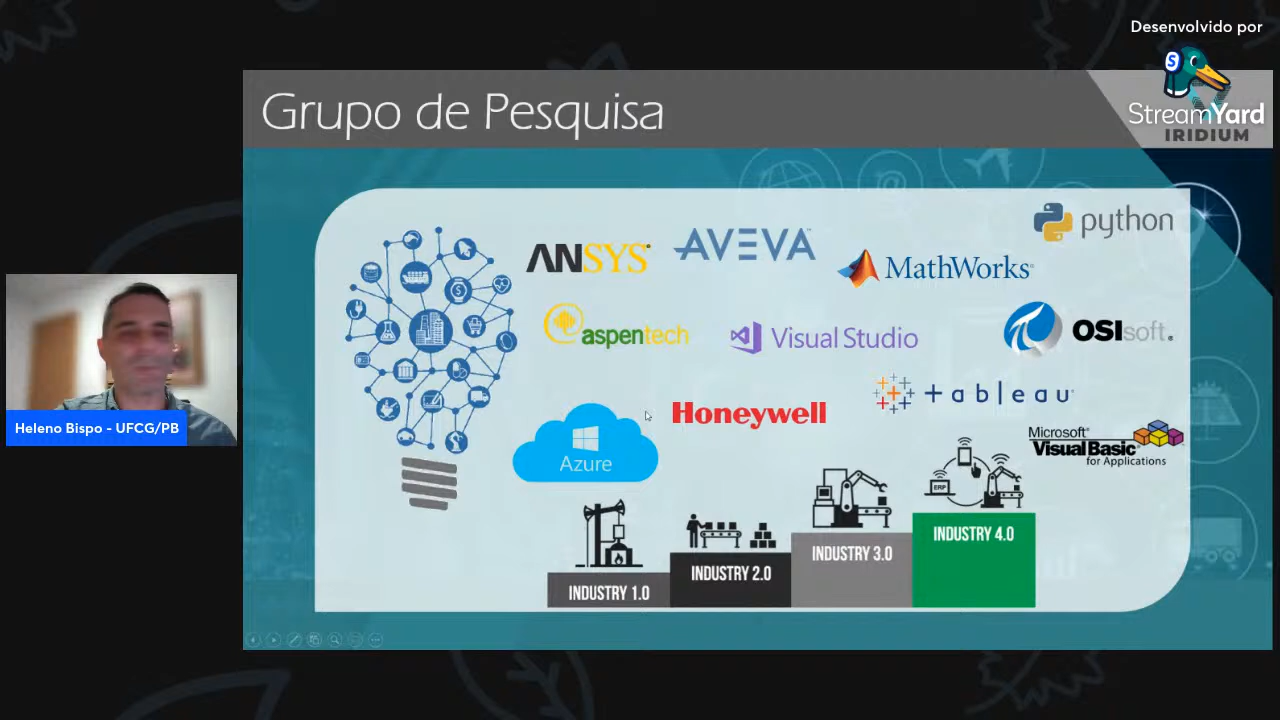 Desenvolvido por
S
StreamYard
IRIDIUM
Grupo de Pesquisa
python
ANSYS
AVEVA
MathWorks
aspentech
Visual Studio
OSIsoft.
+ableau
Honeywell
Azure
Microsoft
Visual Basic
for Applications
ERP
INDUSTRY 1.0
INDUSTRY 2.0
INDUSTRY 3.0
INDUSTRY 4.0
Heleno Bispo - UFCG/PB